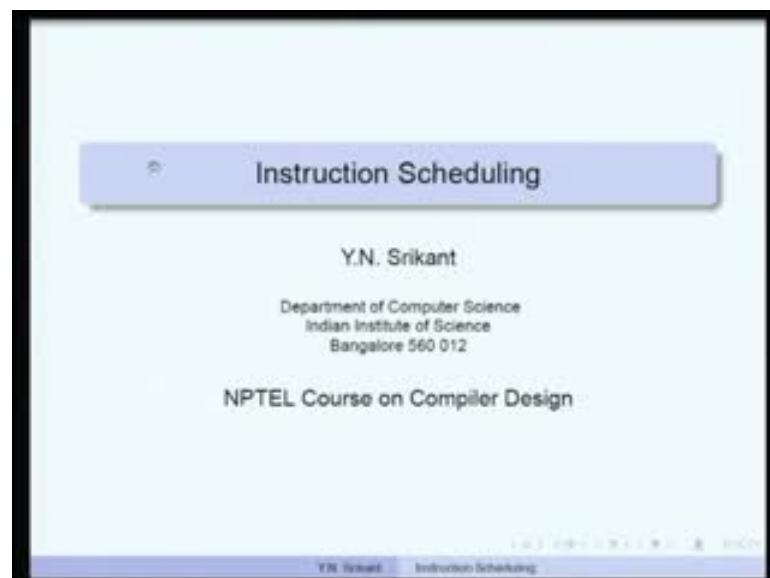 Instruction Scheduling
Y.N. Srikant
Department of Computer Science
Indian Institute of Science
Bangalore 560 012
NPTEL Course on Compiler Design
Y.N. Srikant Instruction Scheduling